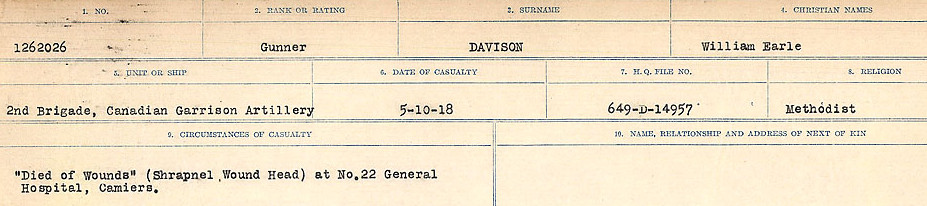 1. NO. 2. RANK OR RATING 3. SURNAME 4. CHRISTIAN NAMES
1262026 Gunner DAVISON William Earle
5. UNIT OR SHIP 6. DATE OF CASUALTY 7. H.Q. FILE NO. 8. RELIGION
2nd Brigade, Canadian Garrison Artillery 5-10-18 649-D-14957 Methodist
9. CIRCUMSTANCES OF CASUALTY 10. NAME, RELATIONSHIP AND ADDRESS OF NEXT OF KIN
"Died of Wounds" (Shrapnel Wound Head) at No.22 General
Hospital, Camiers.